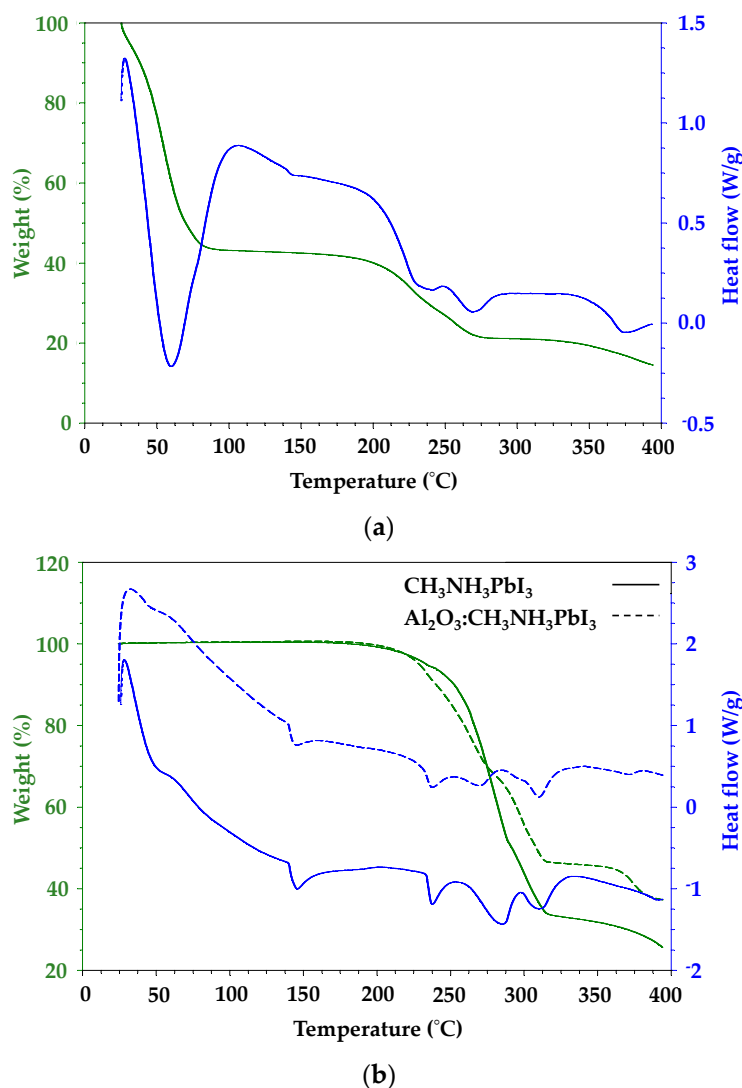 100
80
60
40
20
0
Weight (%)
1.5
1.0
0.5
0.0
-0.5
Heat flow (W/g)
0 50 100 150 200 250 300 350 400
Temperature (°C)
(a)
120
100
80
60
40
20
Weight (%)
CH₃NH₃PbI₃
Al₂O₃:CH₃NH₃PbI₃
3
2
1
0
-1
-2
Heat flow (W/g)
0 50 100 150 200 250 300 350 400
Temperature (°C)
(b)